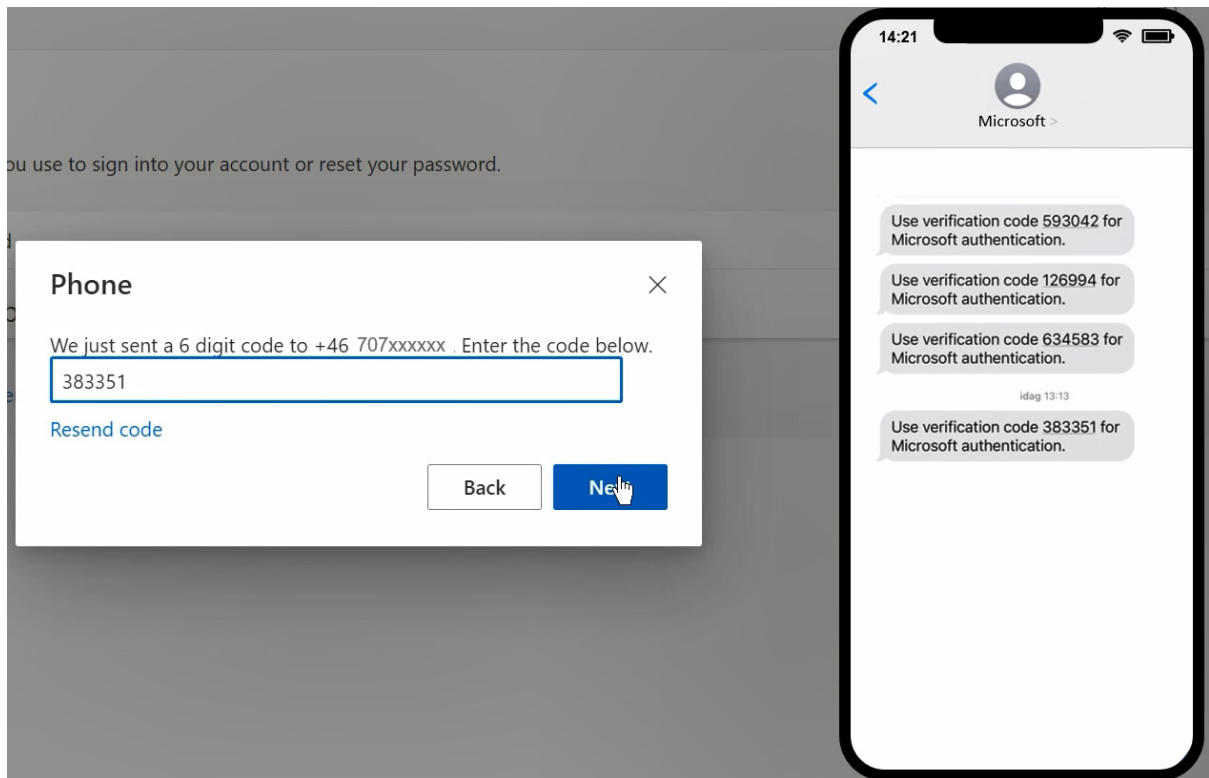 ou use to sign into your account or reset your password.
Phone
We just sent a 6 digit code to +46 707xxxxxx . Enter the code below.
383351
Resend code
Back
14:21
Microsoft >
Use verification code 593042 for
Microsoft authentication.
Use verification code 126994 for
Microsoft authentication.
Use verification code 634583 for
Microsoft authentication.
idag 13:13
Use verification code 383351 for
Microsoft authentication.